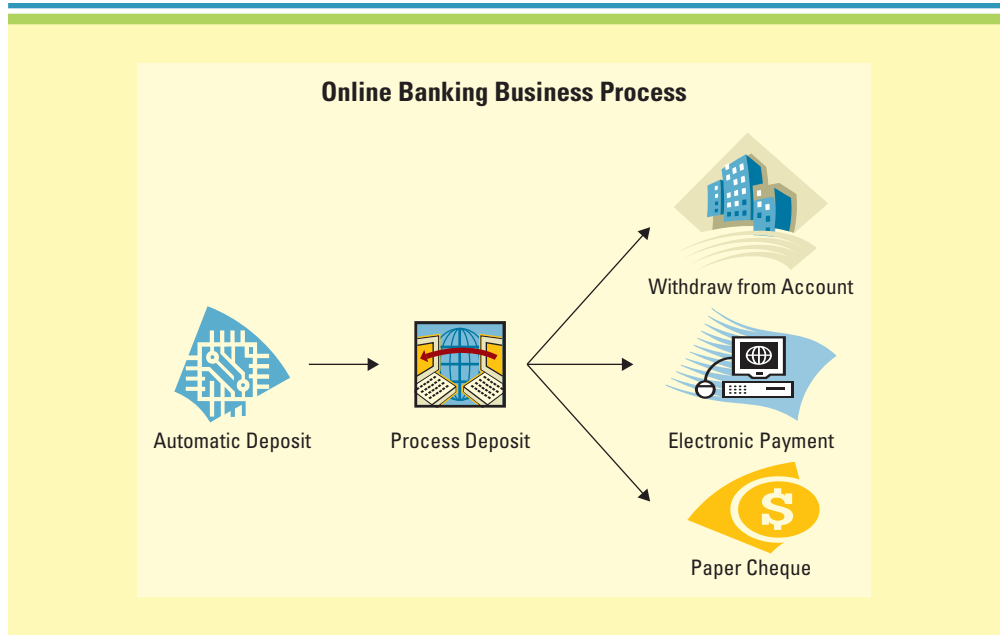 Online Banking Business Process
Withdraw from Account
Automatic Deposit
Process Deposit
Electronic Payment
$
Paper Cheque